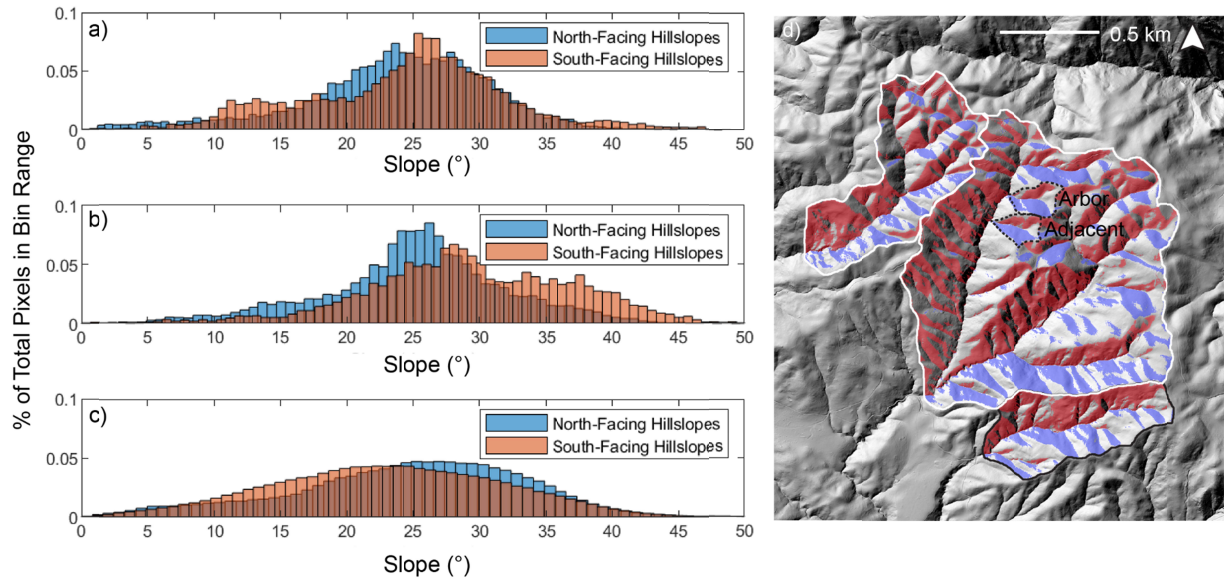 % of Total Pixels in Bin Range
a)
0.1
0.05
0
North-Facing Hillslopes
South-Facing Hillslopes
0 5 10 15 20 25 30 35 40 45 50
Slope (°)
b)
0.1
0.05
0
North-Facing Hillslopes
South-Facing Hillslopes
0 5 10 15 20 25 30 35 40 45 50
Slope (°)
c)
0.1
0.05
0
North-Facing Hillslopes
South-Facing Hillslopes
0 5 10 15 20 25 30 35 40 45 50
Slope (°)
d)
0.5 km
Arbor
Adjacent